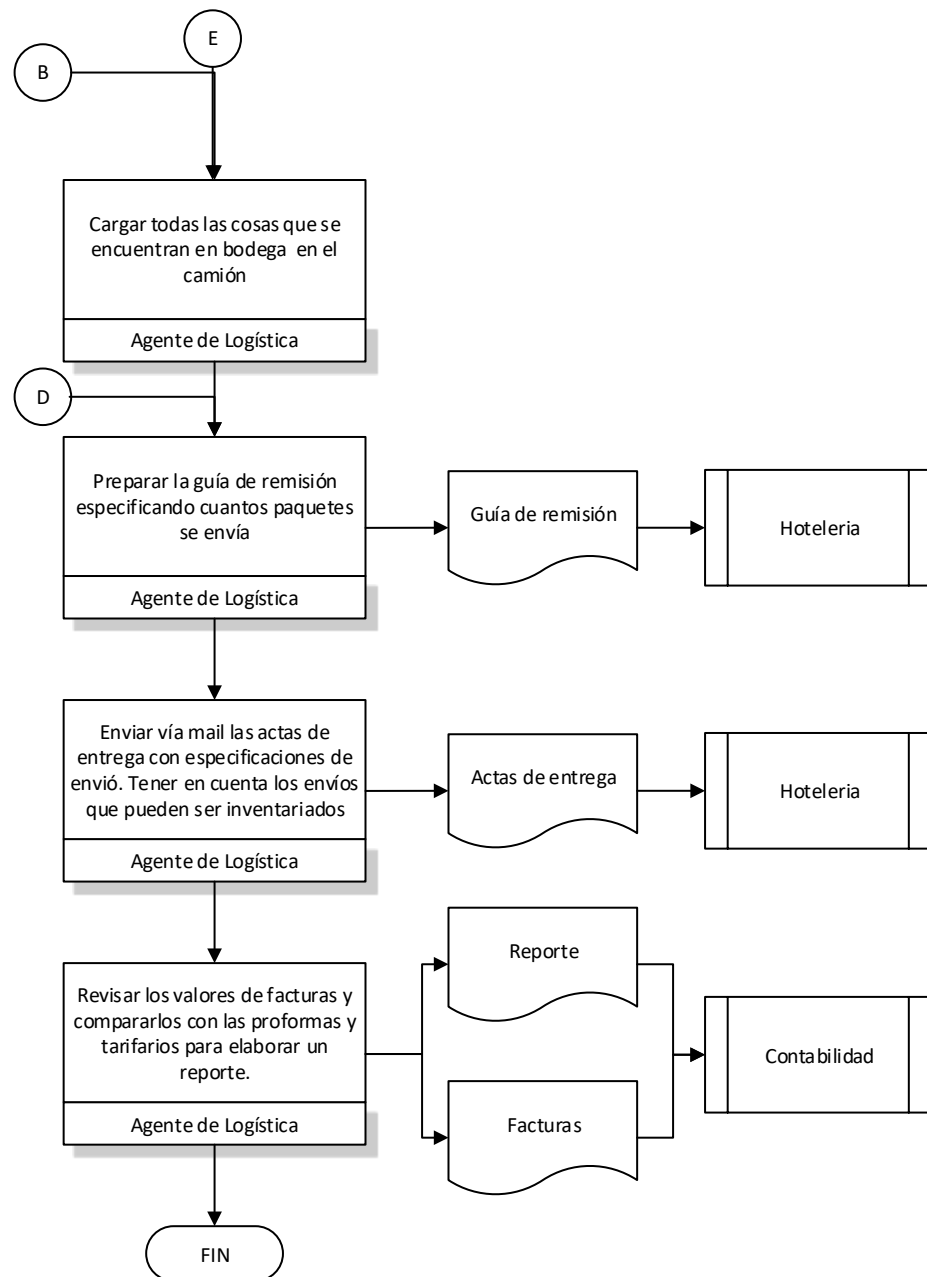 E
B
Cargar todas las cosas que se
encuentran en bodega  en el
camión
Agente de Logística
D
Preparar la guía de remisión
especificando cuantos paquetes
se envía
Agente de Logística
Guía de remisión
Hoteleria
Enviar vía mail las actas de
entrega con especificaciones de
envió. Tener en cuenta los envíos
que pueden ser inventariados
Agente de Logística
Actas de entrega
Hoteleria
Revisar los valores de facturas y
compararlos con las proformas y
tarifarios para elaborar un
reporte.
Agente de Logística
Reporte
Facturas
Contabilidad
FIN